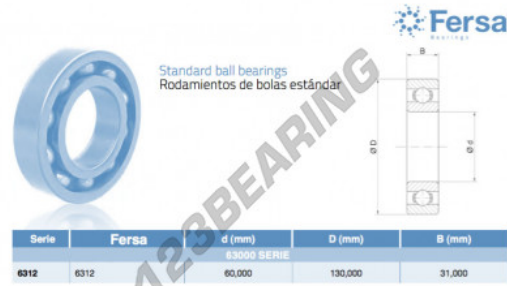 Fersa
Bearings
Standard ball bearings
Rodamientos de bolas estándar
B
Ø D
Ø d
123BEARING
Serie Fersa d (mm) D (mm) B (mm)
63000 SERIE
6312 6312 60,000 130,000 31,000